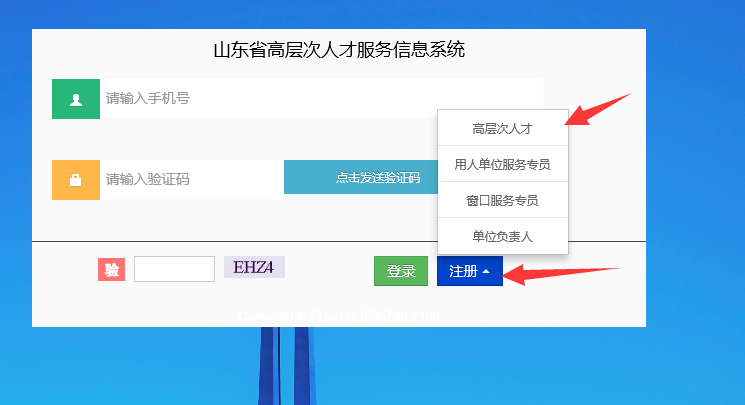 山东省高层次人才服务信息系统
请输入手机号
高层次人才
用人单位服务专员
请输入验证码
点击发送验证码
窗口服务专员
单位负责人
验
EHZ4
登录
注册
Copyright ©